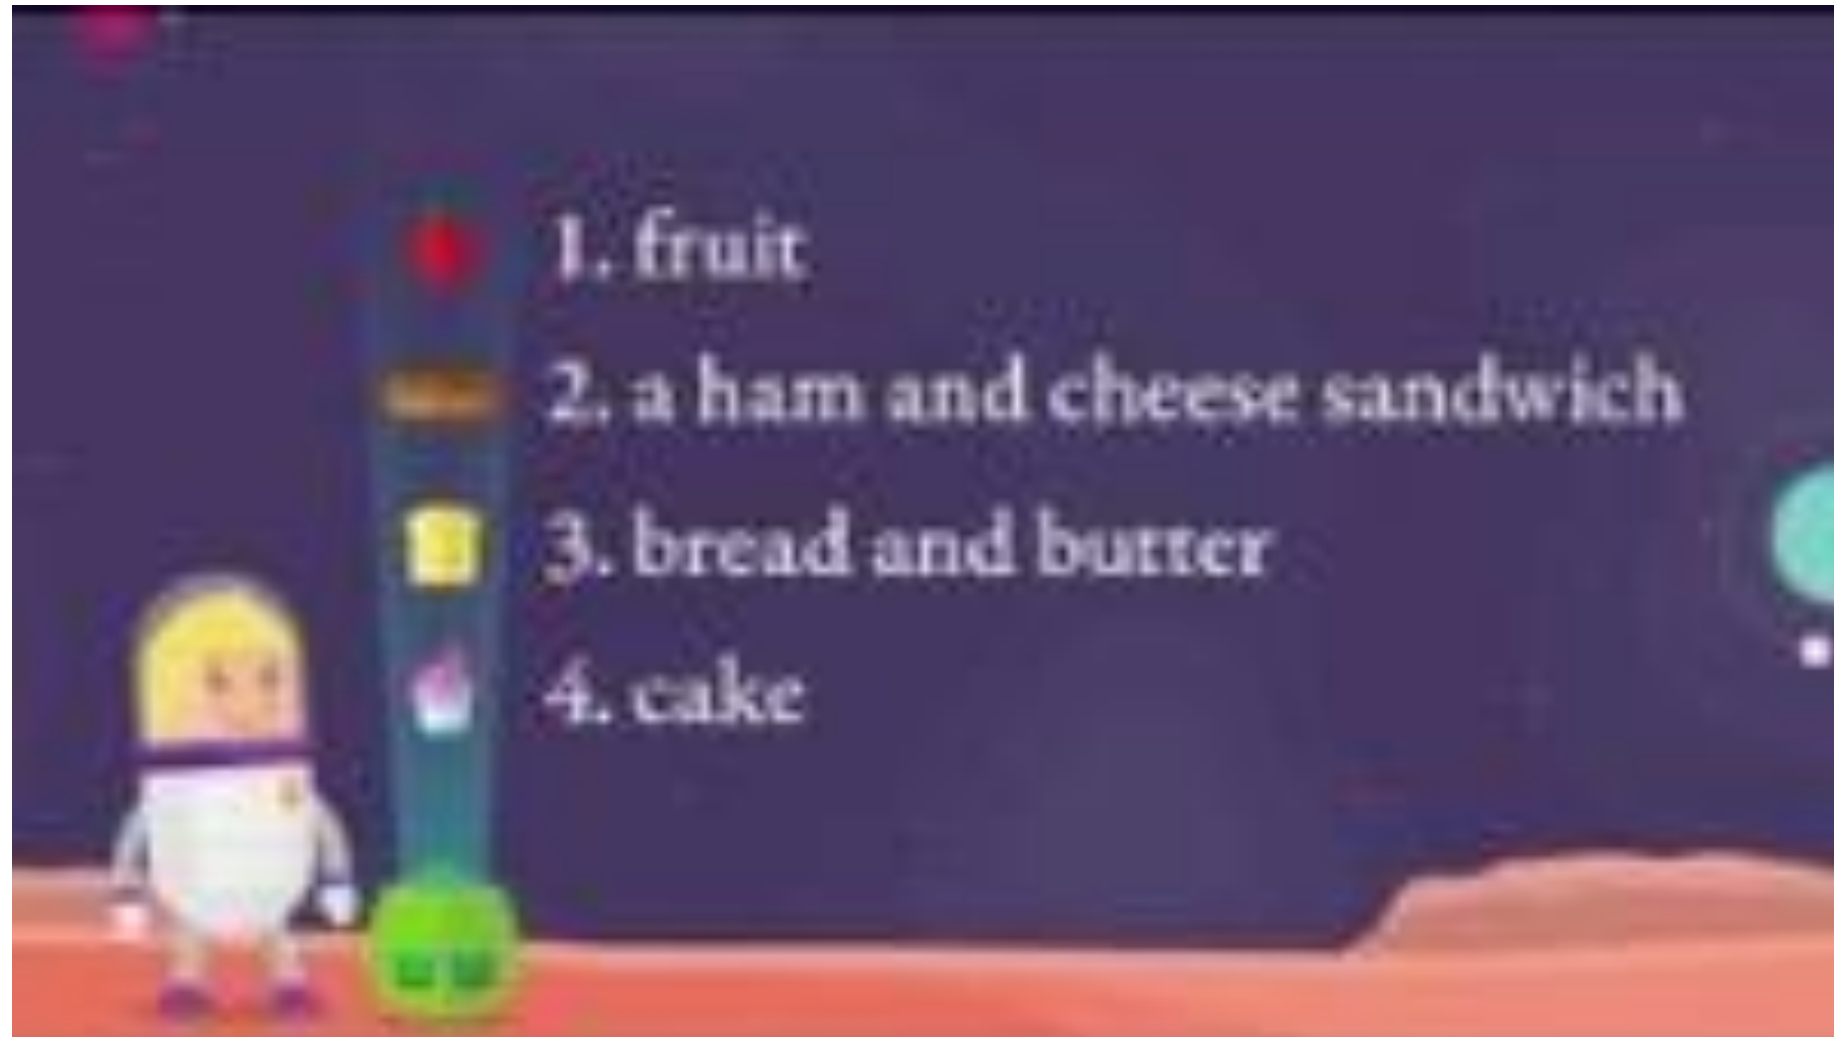 1. fruit
2. a ham and cheese sandwich
3. bread and butter
4. cake